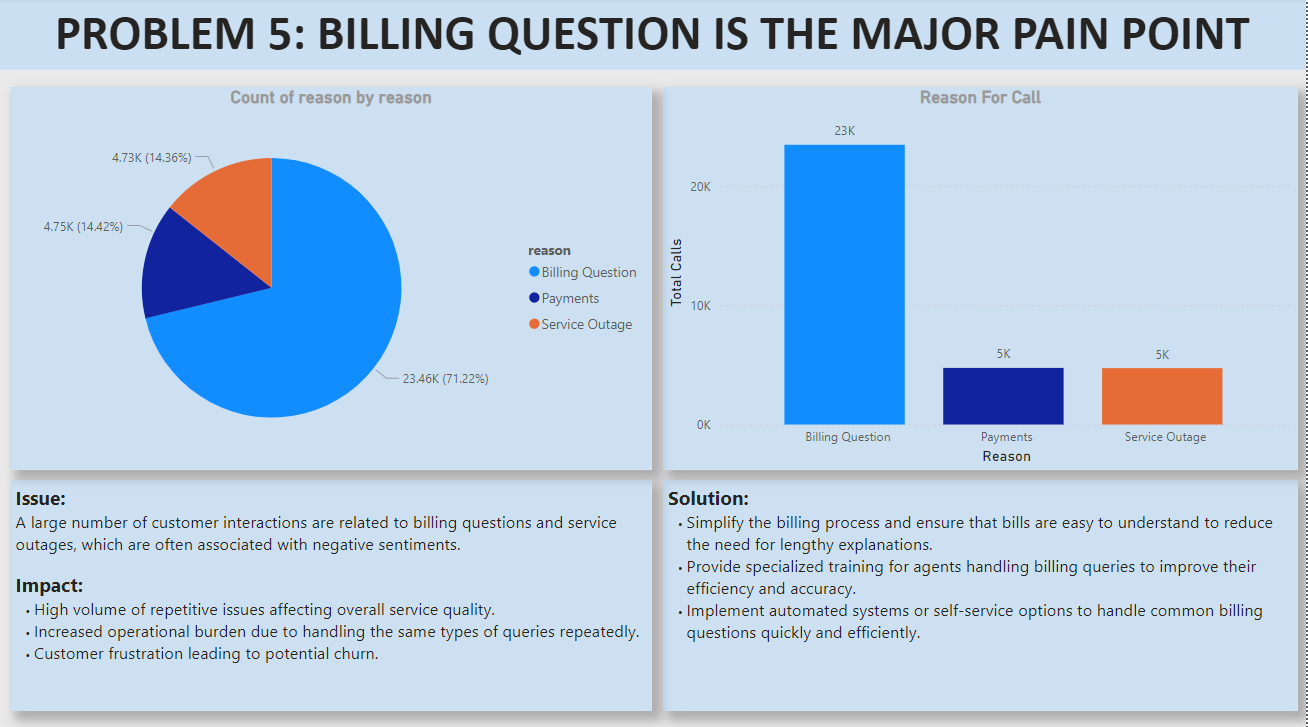 PROBLEM 5: BILLING QUESTION IS THE MAJOR PAIN POINT
Count of reason by reason
4.73K (14.36%)
4.75K (14.42%)
23.46K (71.22%)
reason
Billing Question
Payments
Service Outage
Reason For Call
Total Calls
20K
10K
0K
23K
5K
5K
Billing Question
Payments
Service Outage
Reason
Issue:
A large number of customer interactions are related to billing questions and service
outages, which are often associated with negative sentiments.
Impact:
• High volume of repetitive issues affecting overall service quality.
• Increased operational burden due to handling the same types of queries repeatedly.
• Customer frustration leading to potential churn.
Solution:
• Simplify the billing process and ensure that bills are easy to understand to reduce
the need for lengthy explanations.
• Provide specialized training for agents handling billing queries to improve their
efficiency and accuracy.
• Implement automated systems or self-service options to handle common billing
questions quickly and efficiently.